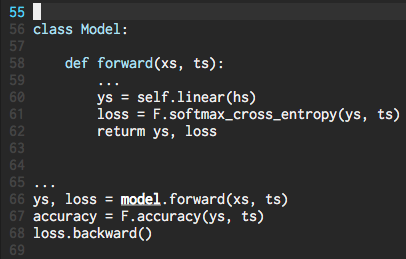 55
56 class Model:
57
58     def forward(xs, ts):
59         ...
60         ys = self.linear(hs)
61         loss = F.softmax_cross_entropy(ys, ts)
62         returm ys, loss
63
64
65 ...
66 ys, loss = model.forward(xs, ts)
67 accuracy = F.accuracy(ys, ts)
68 loss.backward()
69